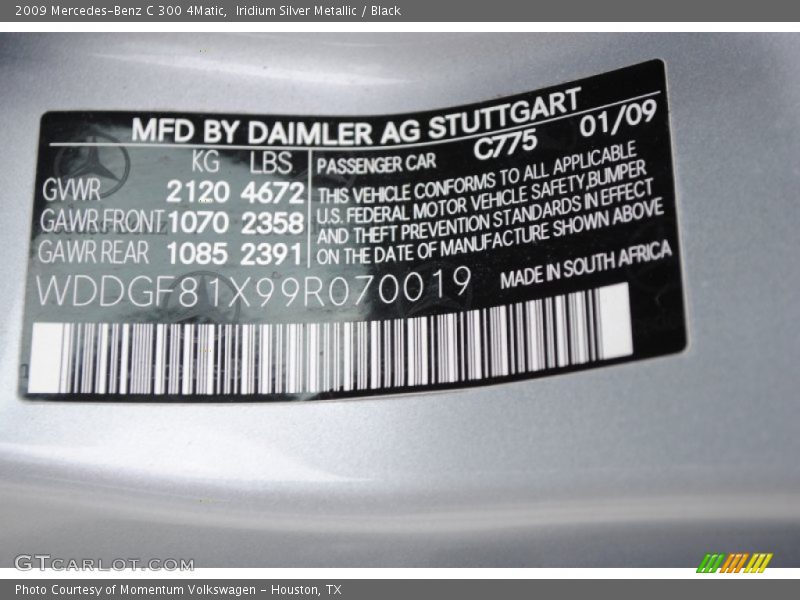 2009 Mercedes-Benz C 300 4Matic,  Iridium Silver Metallic / Black
MFD BY DAIMLER AG STUTTGART
C775 01/09
KG LBS
GVWR 2120 4672
GAWR FRONT 1070 2358
GAWR REAR 1085 2391
PASSENGER CAR
THIS VEHICLE CONFORMS TO ALL APPLICABLE
U.S. FEDERAL MOTOR VEHICLE SAFETY,BUMPER
AND THEFT PREVENTION STANDARDS IN EFFECT
ON THE DATE OF MANUFACTURE SHOWN ABOVE
WDDGF81X99R070019
MADE IN SOUTH AFRICA
GTCARLOT.COM
Photo Courtesy of Momentum Volkswagen - Houston, TX